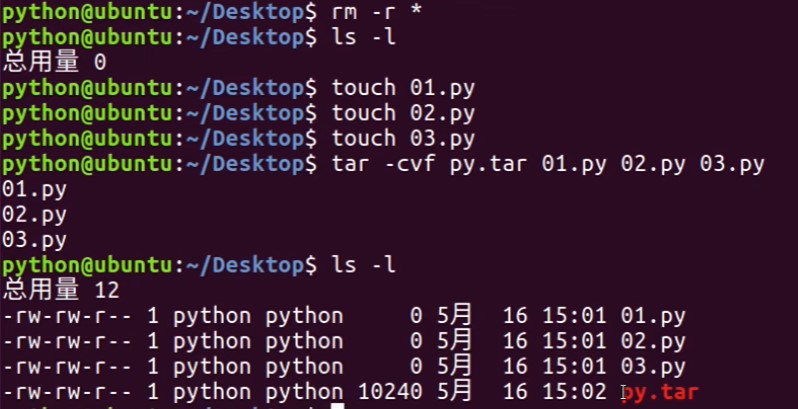 python@ubuntu:~/Desktop$ rm -r *
python@ubuntu:~/Desktop$ ls -l
总用量 0
python@ubuntu:~/Desktop$ touch 01.py
python@ubuntu:~/Desktop$ touch 02.py
python@ubuntu:~/Desktop$ touch 03.py
python@ubuntu:~/Desktop$ tar -cvf py.tar 01.py 02.py 03.py
01.py
02.py
03.py
python@ubuntu:~/Desktop$ ls -l
总用量 12
-rw-rw-r-- 1 python python     0 5月  16 15:01 01.py
-rw-rw-r-- 1 python python     0 5月  16 15:01 02.py
-rw-rw-r-- 1 python python     0 5月  16 15:01 03.py
-rw-rw-r-- 1 python python 10240 5月  16 15:02 py.tar